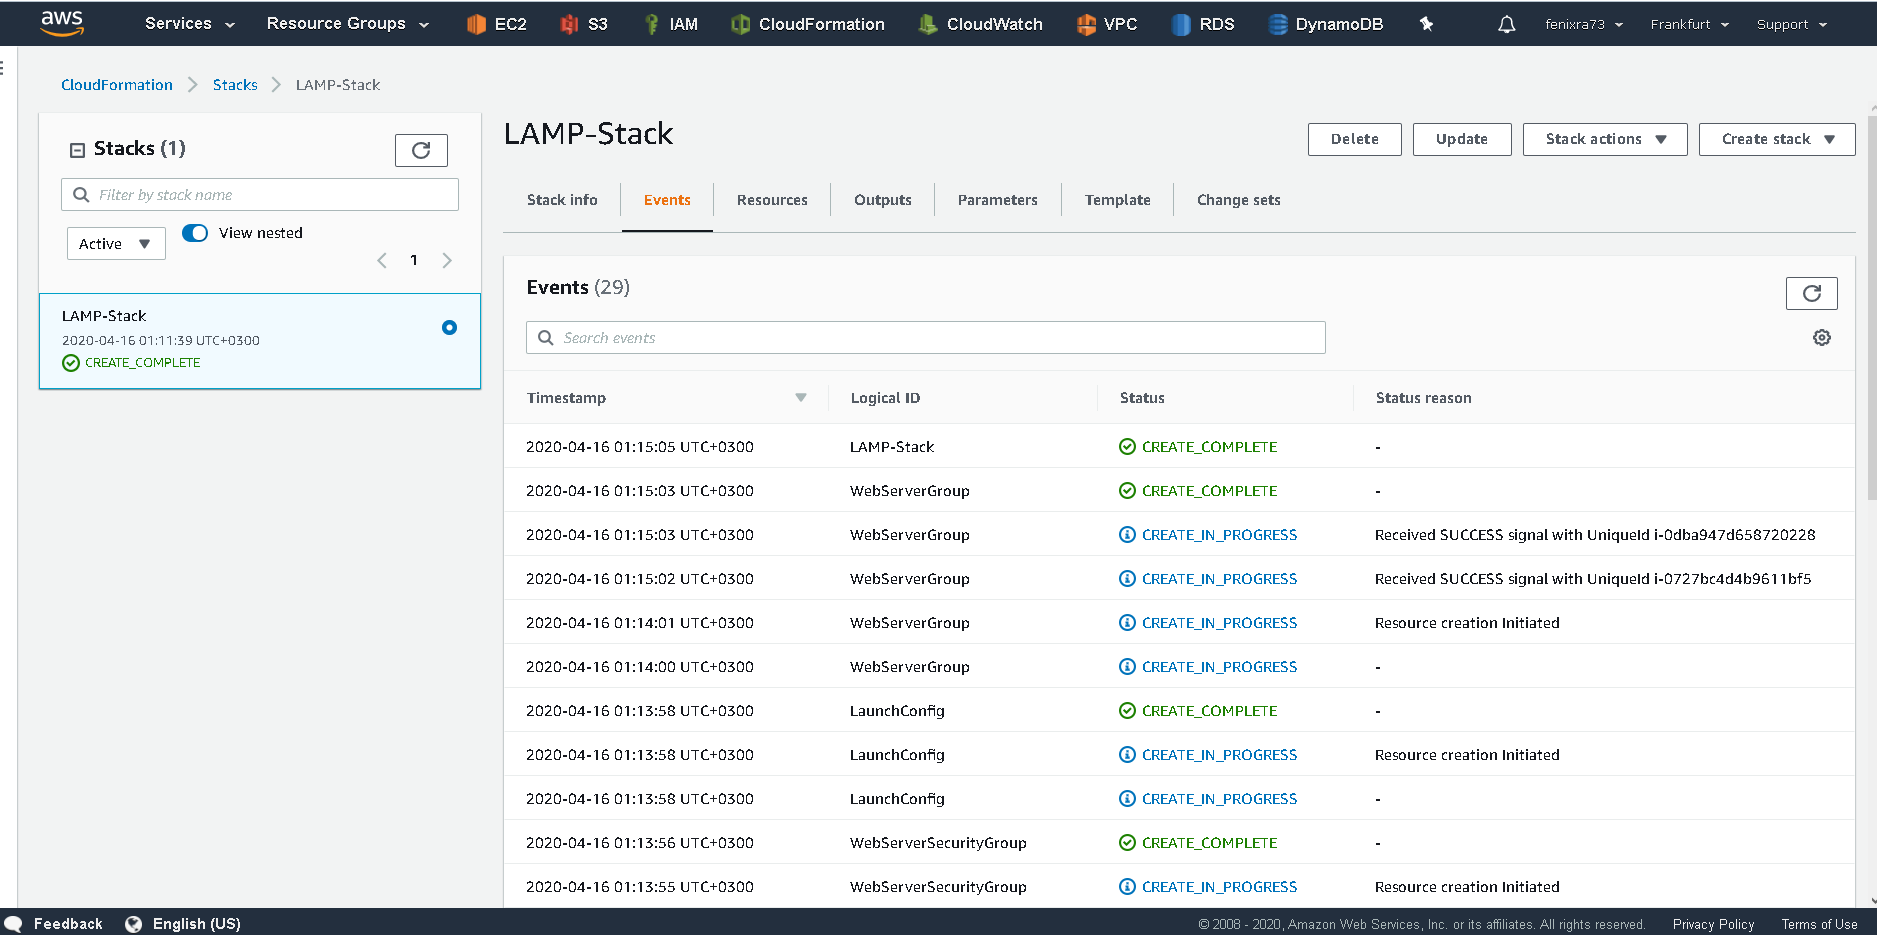 aws Services Resource Groups EC2 S3 IAM CloudFormation CloudWatch VPC RDS DynamoDB fenixra73 Frankfurt Support
CloudFormation Stacks LAMP-Stack
Stacks (1)
Filter by stack name
Active View nested
1
LAMP-Stack
2020-04-16 01:11:39 UTC+0300
CREATE_COMPLETE
LAMP-Stack
Delete Update Stack actions Create stack
Stack info Events Resources Outputs Parameters Template Change sets
Events (29)
Search events
Timestamp Logical ID Status Status reason
2020-04-16 01:15:05 UTC+0300 LAMP-Stack CREATE_COMPLETE -
2020-04-16 01:15:03 UTC+0300 WebServerGroup CREATE_COMPLETE -
2020-04-16 01:15:03 UTC+0300 WebServerGroup CREATE_IN_PROGRESS Received SUCCESS signal with UniqueId i-0dba947d658720228
2020-04-16 01:15:02 UTC+0300 WebServerGroup CREATE_IN_PROGRESS Received SUCCESS signal with UniqueId i-0727bc4d4b9611bf5
2020-04-16 01:14:01 UTC+0300 WebServerGroup CREATE_IN_PROGRESS Resource creation Initiated
2020-04-16 01:14:00 UTC+0300 WebServerGroup CREATE_IN_PROGRESS -
2020-04-16 01:13:58 UTC+0300 LaunchConfig CREATE_COMPLETE -
2020-04-16 01:13:58 UTC+0300 LaunchConfig CREATE_IN_PROGRESS Resource creation Initiated
2020-04-16 01:13:58 UTC+0300 LaunchConfig CREATE_IN_PROGRESS -
2020-04-16 01:13:56 UTC+0300 WebServerSecurityGroup CREATE_COMPLETE -
2020-04-16 01:13:55 UTC+0300 WebServerSecurityGroup CREATE_IN_PROGRESS Resource creation Initiated
Feedback English (US) © 2008 - 2020, Amazon Web Services, Inc. or its affiliates. All rights reserved. Privacy Policy Terms of Use